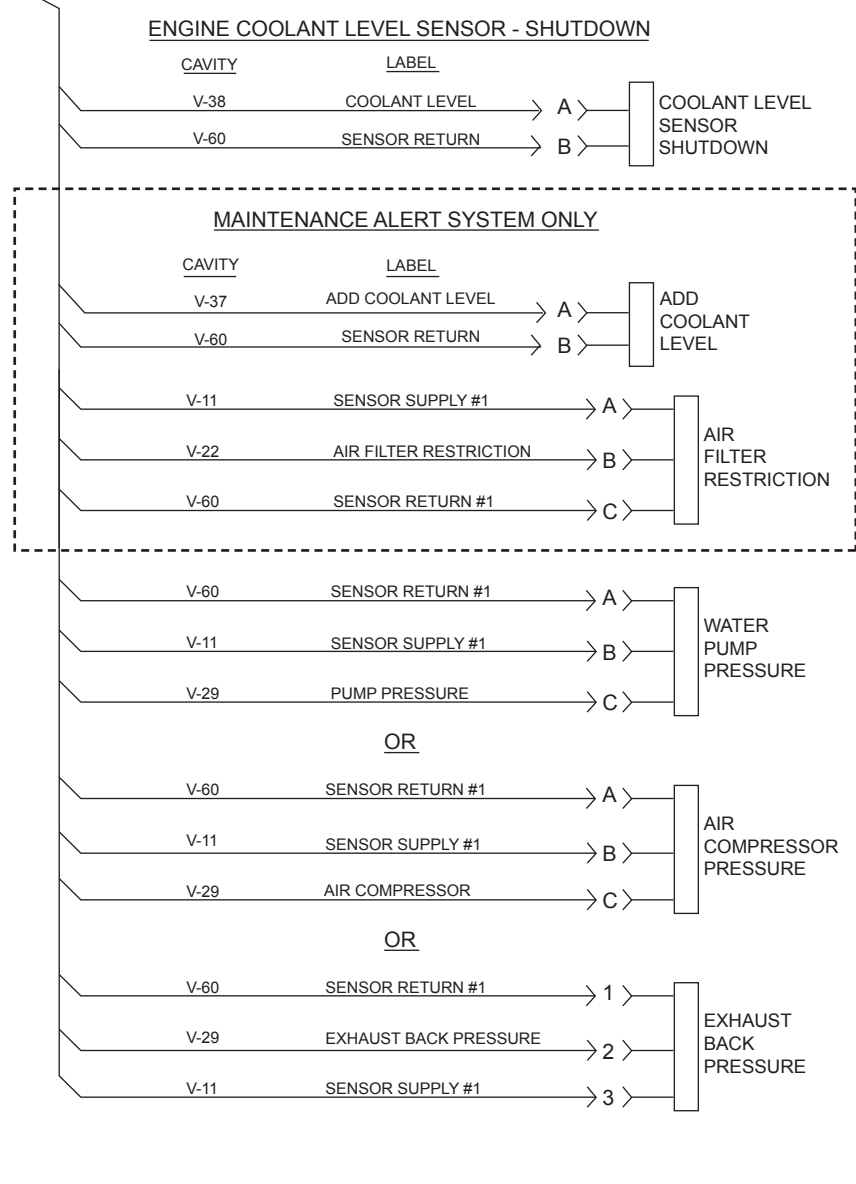 ENGINE COOLANT LEVEL SENSOR - SHUTDOWN
CAVITY LABEL
V-38 COOLANT LEVEL A
V-60 SENSOR RETURN B
COOLANT LEVEL
SENSOR
SHUTDOWN
MAINTENANCE ALERT SYSTEM ONLY
CAVITY LABEL
V-37 ADD COOLANT LEVEL A
V-60 SENSOR RETURN B
ADD
COOLANT
LEVEL
V-11 SENSOR SUPPLY #1 A
V-22 AIR FILTER RESTRICTION B
V-60 SENSOR RETURN #1 C
AIR
FILTER
RESTRICTION
V-60 SENSOR RETURN #1 A
V-11 SENSOR SUPPLY #1 B
V-29 PUMP PRESSURE C
WATER
PUMP
PRESSURE
OR
V-60 SENSOR RETURN #1 A
V-11 SENSOR SUPPLY #1 B
V-29 AIR COMPRESSOR C
AIR
COMPRESSOR
PRESSURE
OR
V-60 SENSOR RETURN #1 1
V-29 EXHAUST BACK PRESSURE 2
V-11 SENSOR SUPPLY #1 3
EXHAUST
BACK
PRESSURE